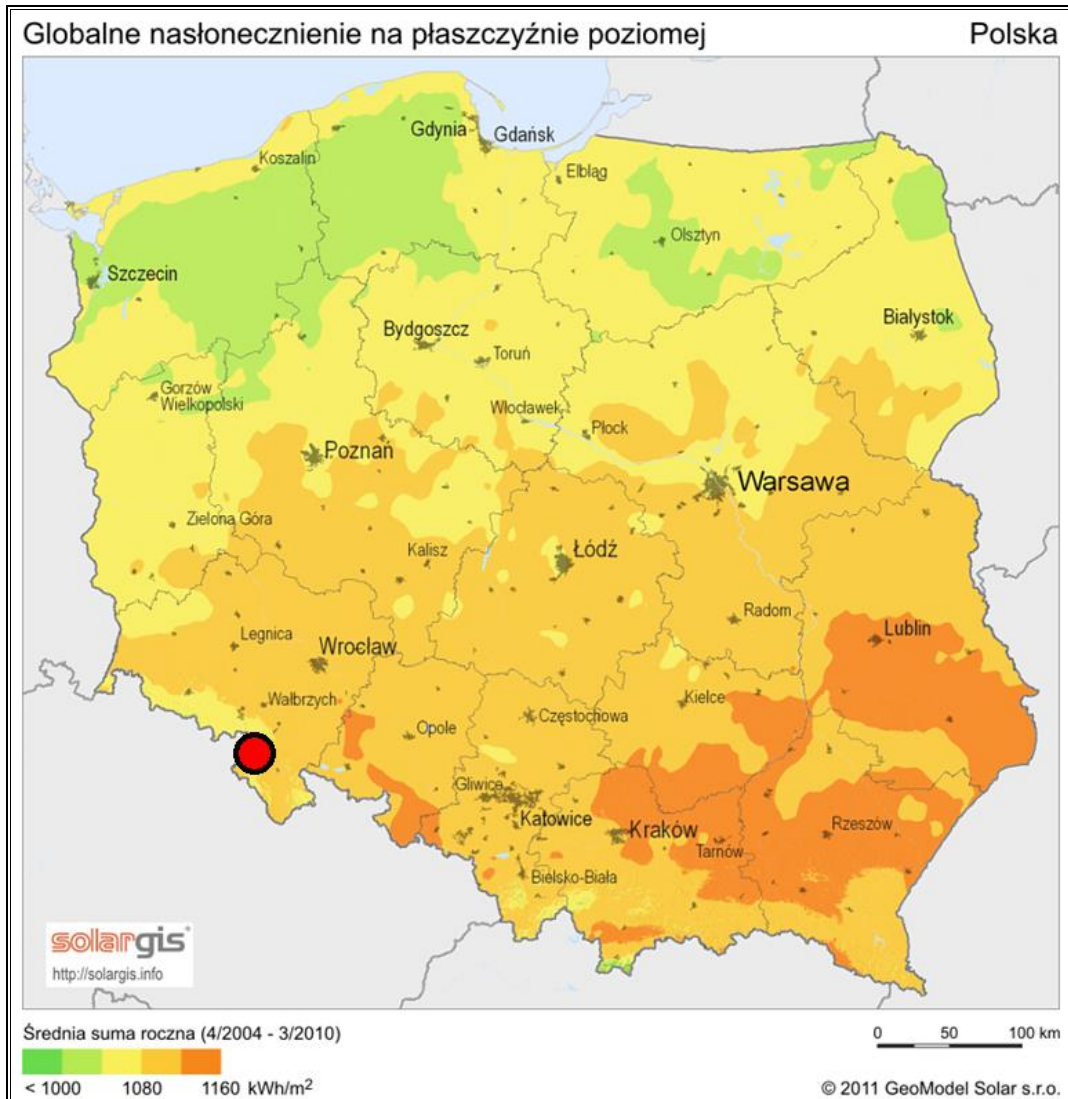 Globalne nasłonecznienie na płaszczyźnie poziomej Polska
Gdynia
Gdańsk
Koszalin
Elbląg
Olsztyn
Szczecin
Białystok
Bydgoszcz
Toruń
Gorzów
Wielkopolski
Włocławek
Płock
Poznań
Warsawa
Zielona Góra
Kalisz
Łódź
Radom
Legnica
Wrocław
Lublin
Wałbrzych
Kielce
Opole
Częstochowa
Gliwice
Katowice
Kraków
Tarnów
Rzeszów
Bielsko-Biała
solargis
http://solargis.info
Średnia suma roczna (4/2004 - 3/2010)
0 50 100 km
< 1000 1080 1160 kWh/m²
© 2011 GeoModel Solar s.r.o.